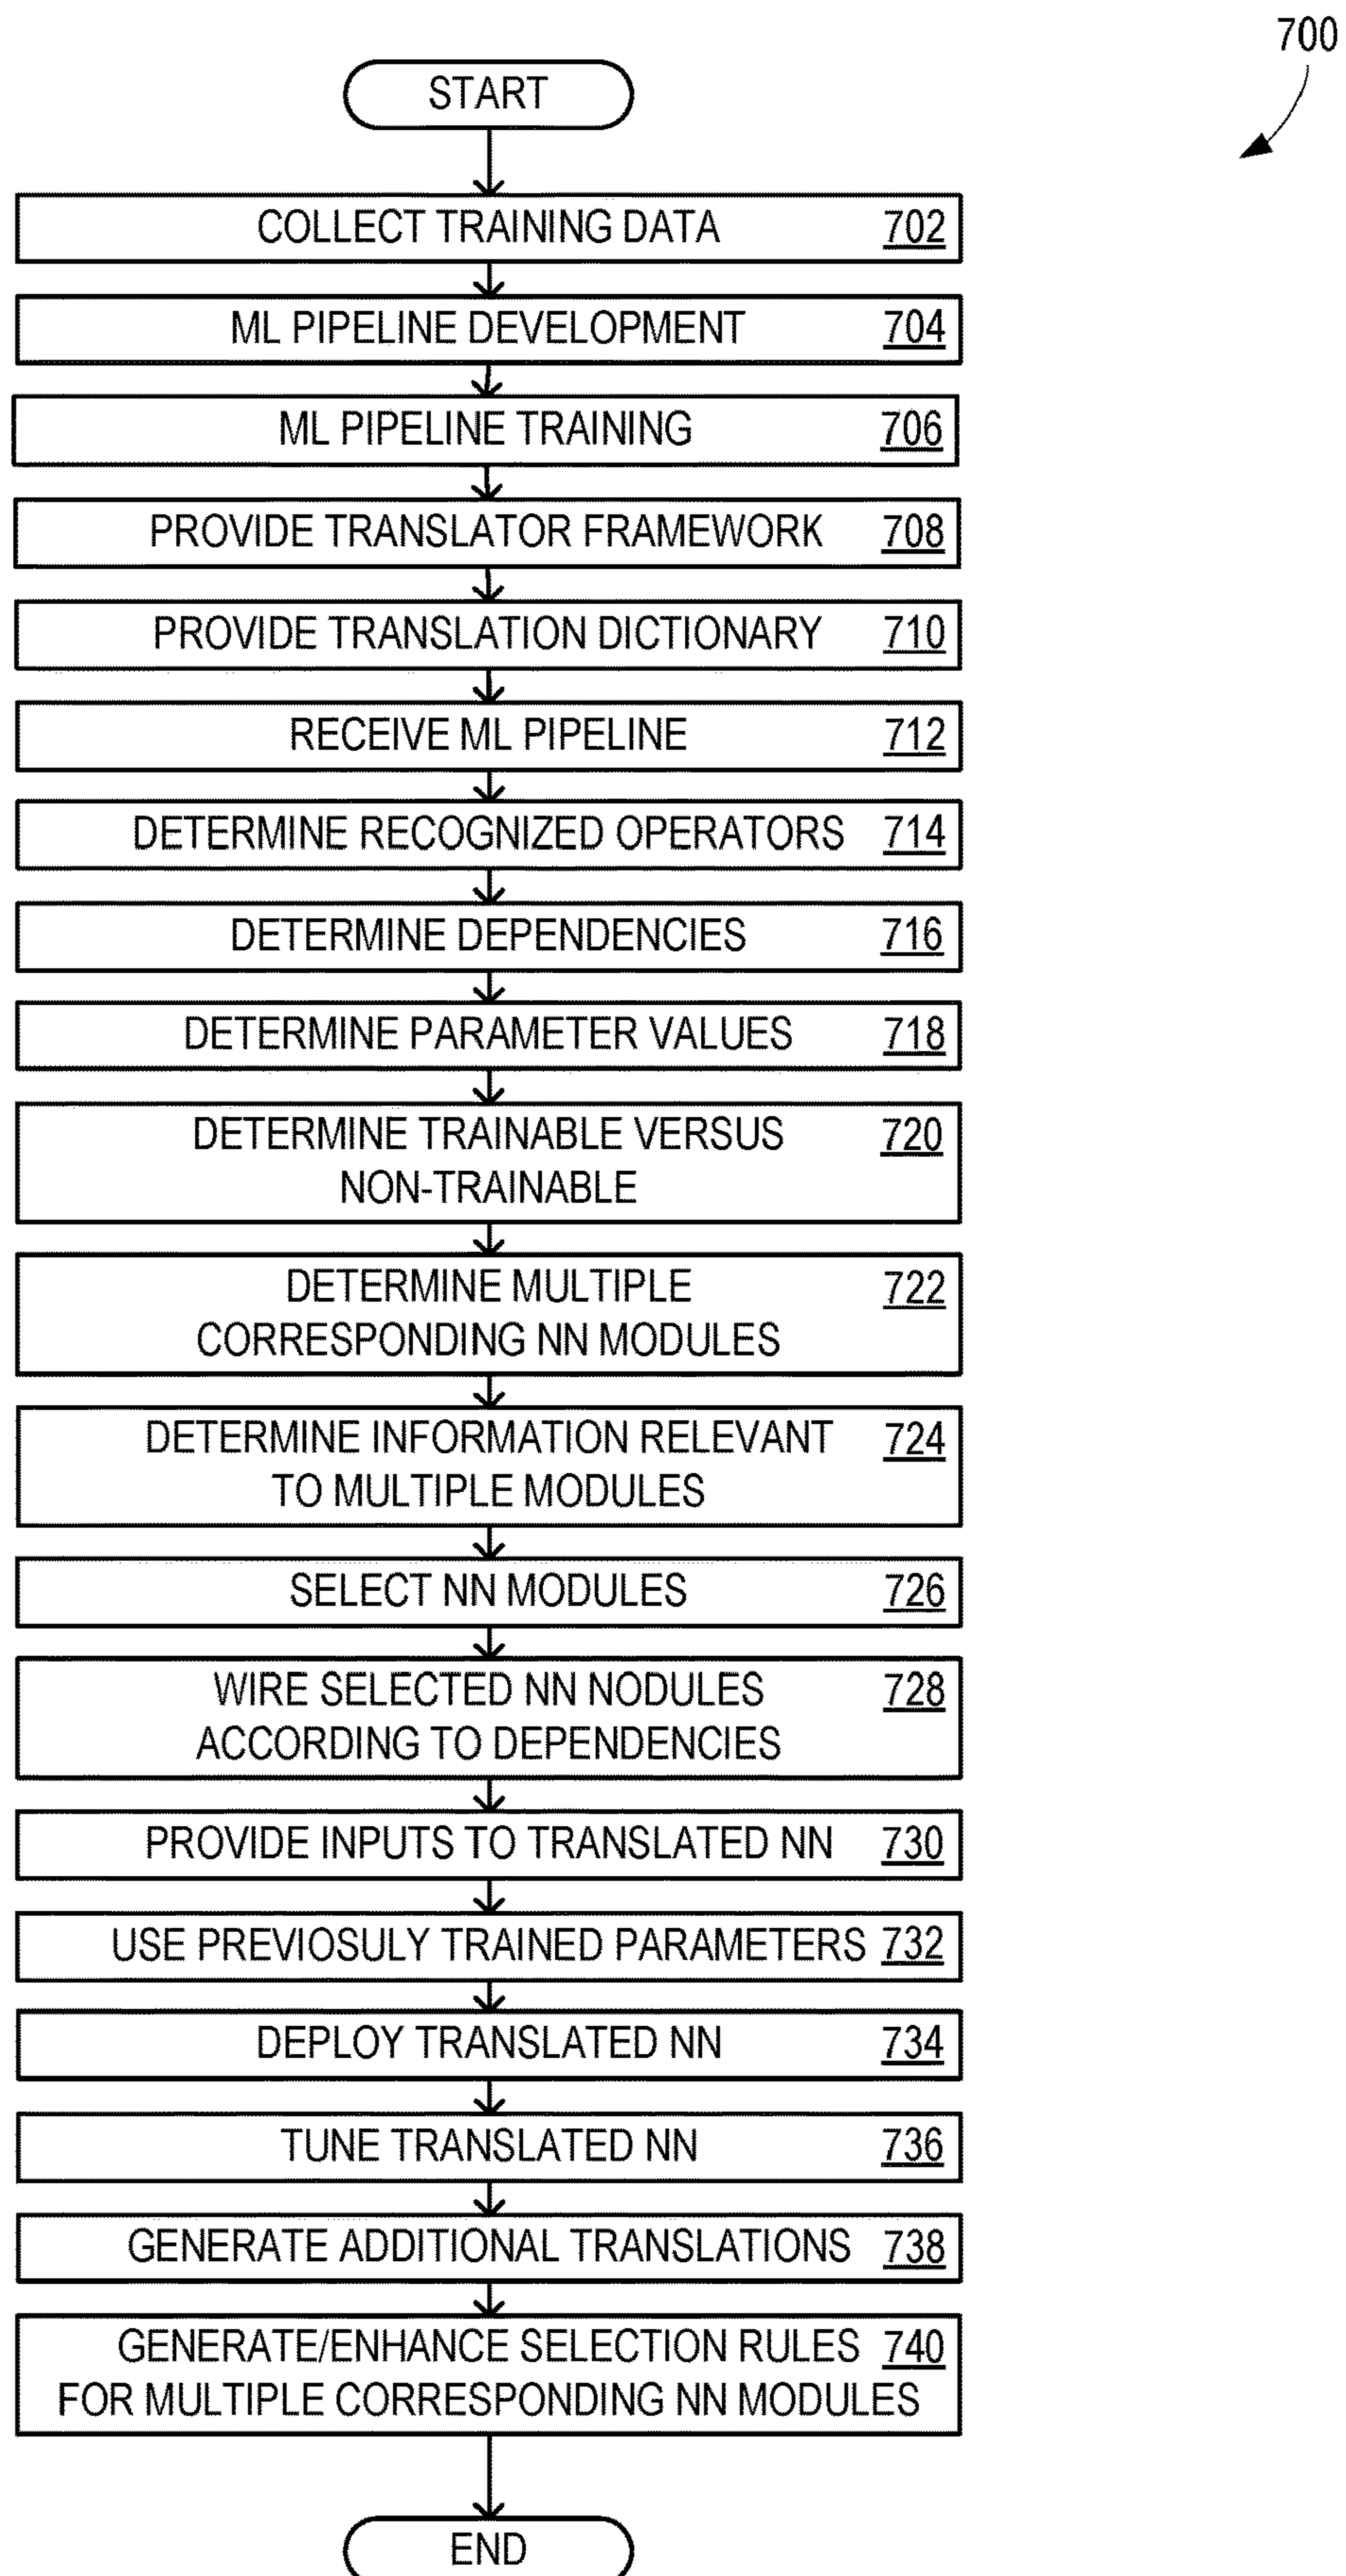 700
START
COLLECT TRAINING DATA 702
ML PIPELINE DEVELOPMENT 704
ML PIPELINE TRAINING 706
PROVIDE TRANSLATOR FRAMEWORK 708
PROVIDE TRANSLATION DICTIONARY 710
RECEIVE ML PIPELINE 712
DETERMINE RECOGNIZED OPERATORS 714
DETERMINE DEPENDENCIES 716
DETERMINE PARAMETER VALUES 718
DETERMINE TRAINABLE VERSUS 720
NON-TRAINABLE
DETERMINE MULTIPLE 722
CORRESPONDING NN MODULES
DETERMINE INFORMATION RELEVANT 724
TO MULTIPLE MODULES
SELECT NN MODULES 726
WIRE SELECTED NN NODULES 728
ACCORDING TO DEPENDENCIES
PROVIDE INPUTS TO TRANSLATED NN 730
USE PREVIOSULY TRAINED PARAMETERS 732
DEPLOY TRANSLATED NN 734
TUNE TRANSLATED NN 736
GENERATE ADDITIONAL TRANSLATIONS 738
GENERATE/ENHANCE SELECTION RULES 740
FOR MULTIPLE CORRESPONDING NN MODULES
END